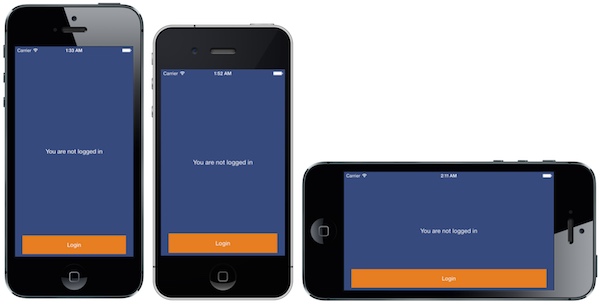 Carrier 1:33 AM
You are not logged in
Login
Carrier 1:52 AM
You are not logged in
Login
Carrier 2:11 AM
You are not logged in
Login